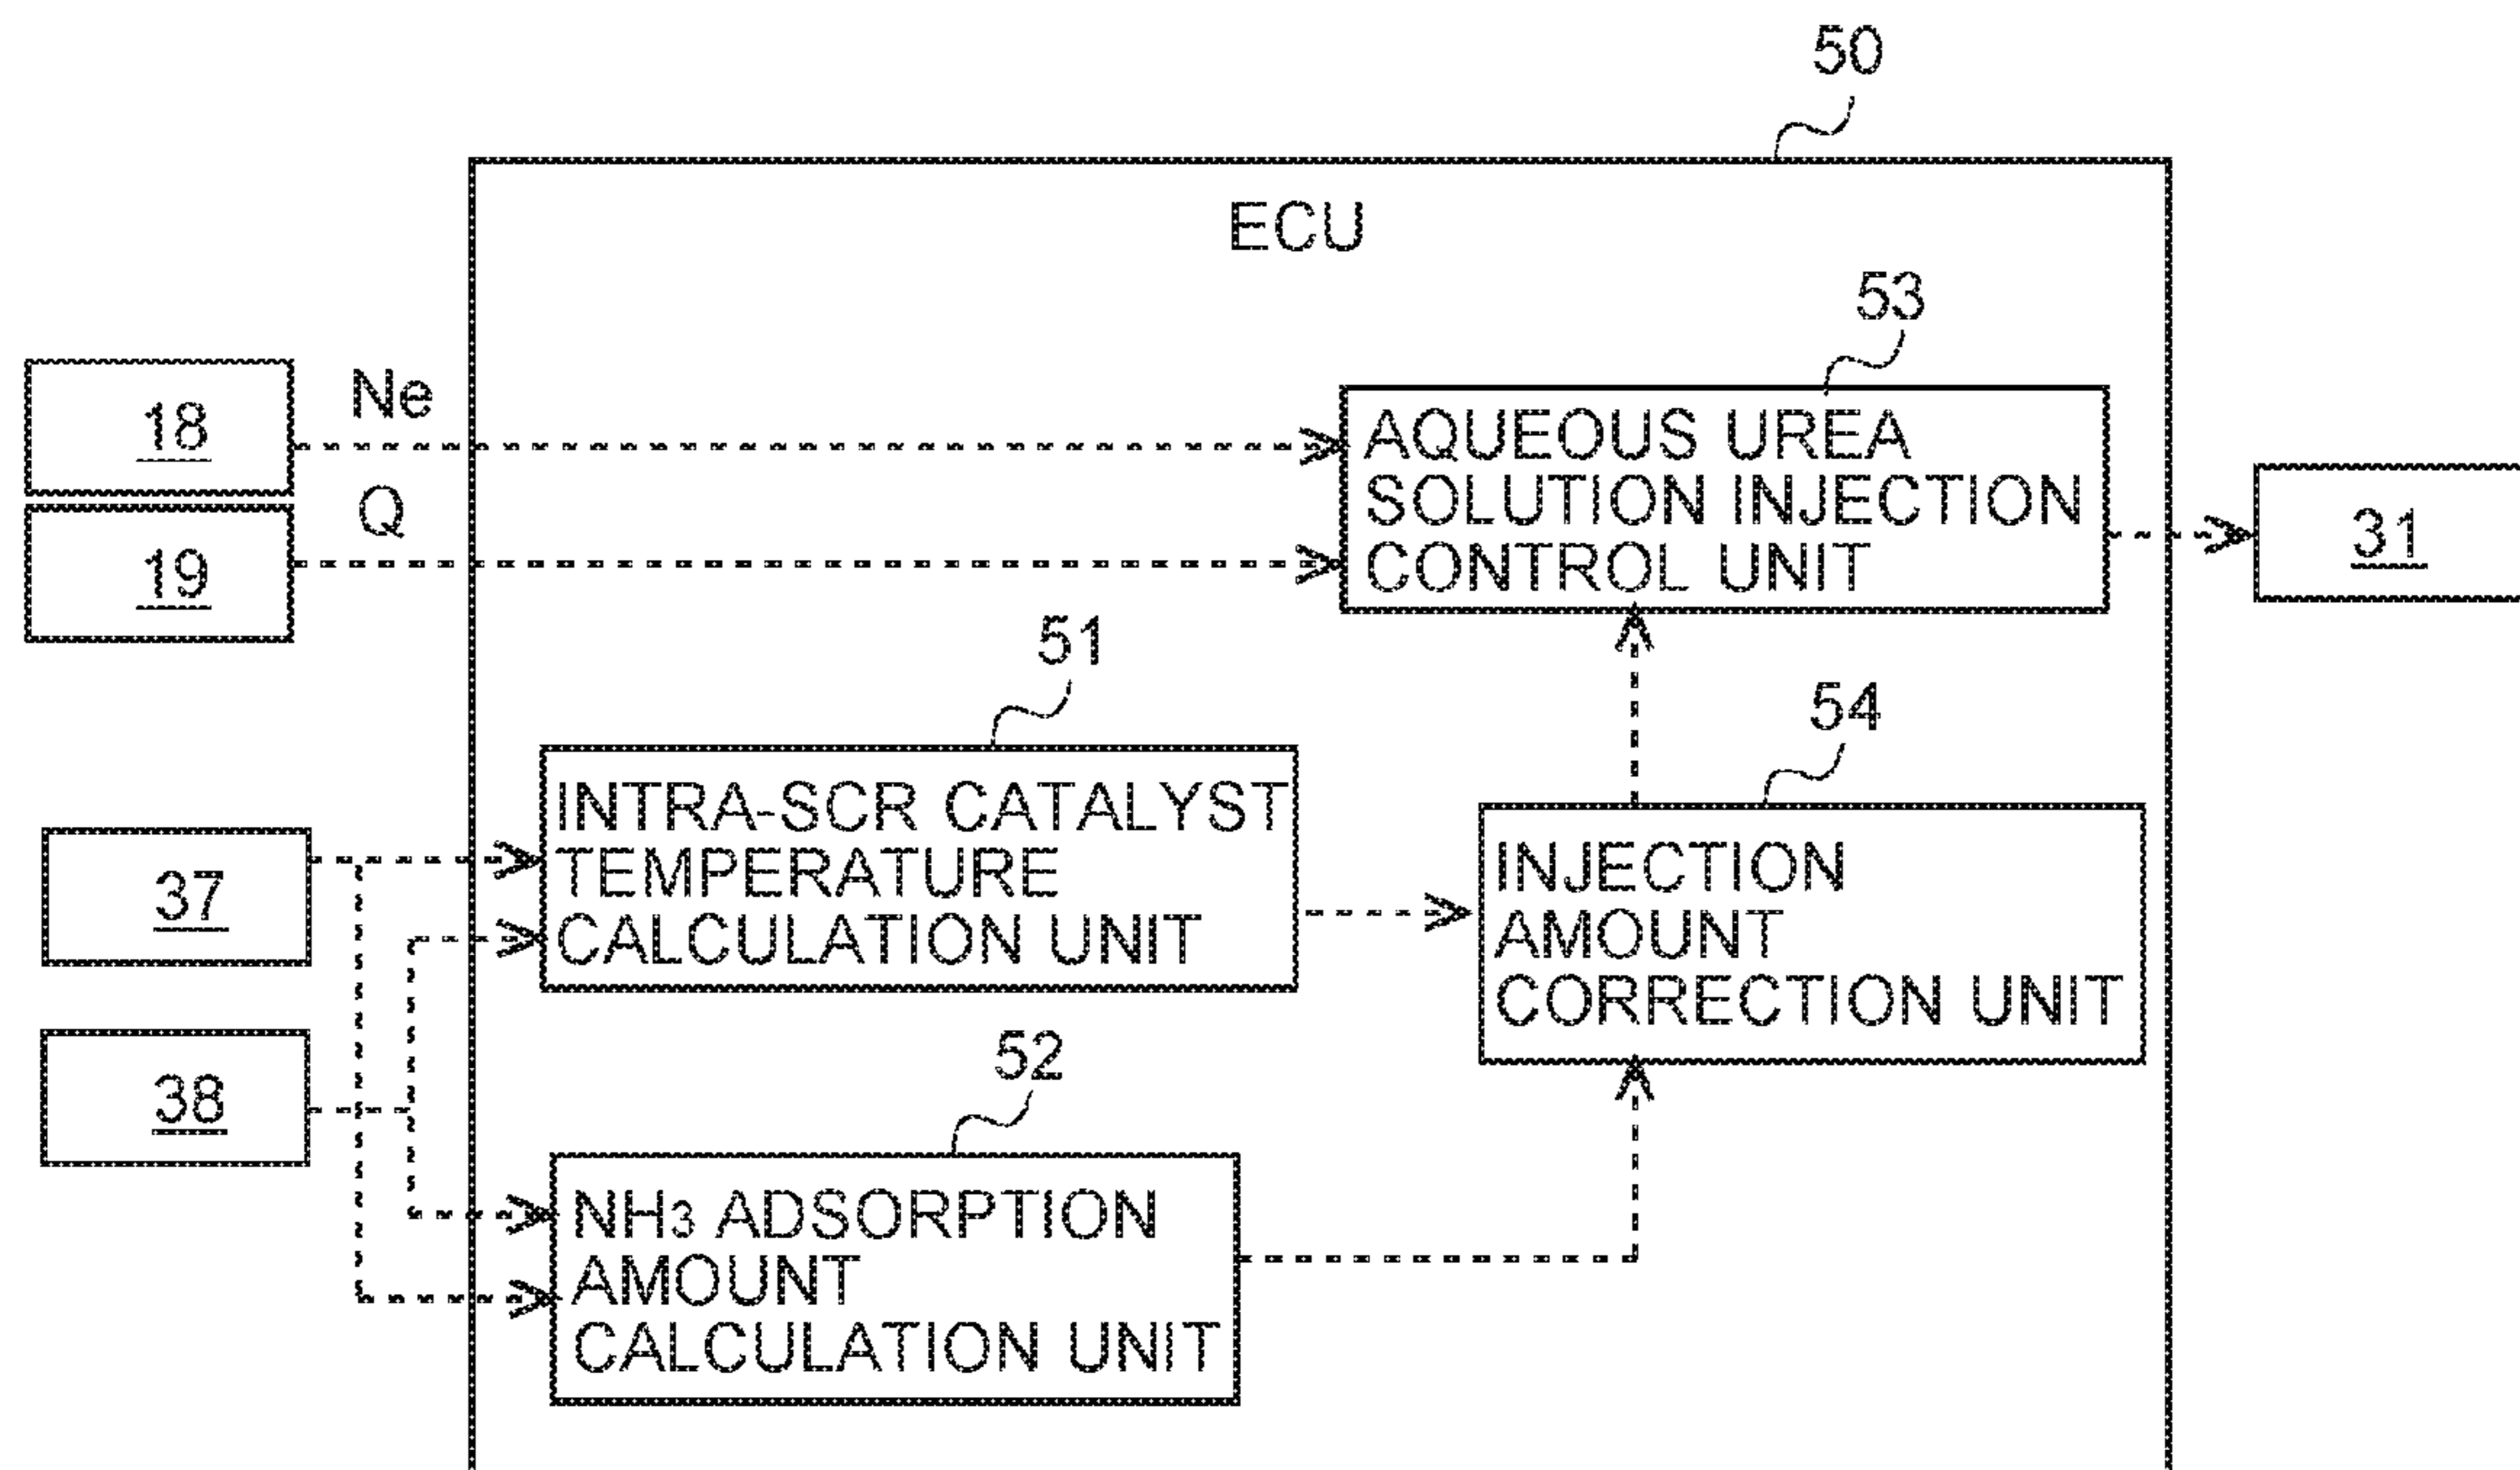 50
ECU
53
18
Ne
19
Q
AQUEOUS UREA
SOLUTION INJECTION
CONTROL UNIT
31
51
54
37
INTRA-SCR CATALYST
TEMPERATURE
CALCULATION UNIT
INJECTION
AMOUNT
CORRECTION UNIT
38
52
NH3 ADSORPTION
AMOUNT
CALCULATION UNIT